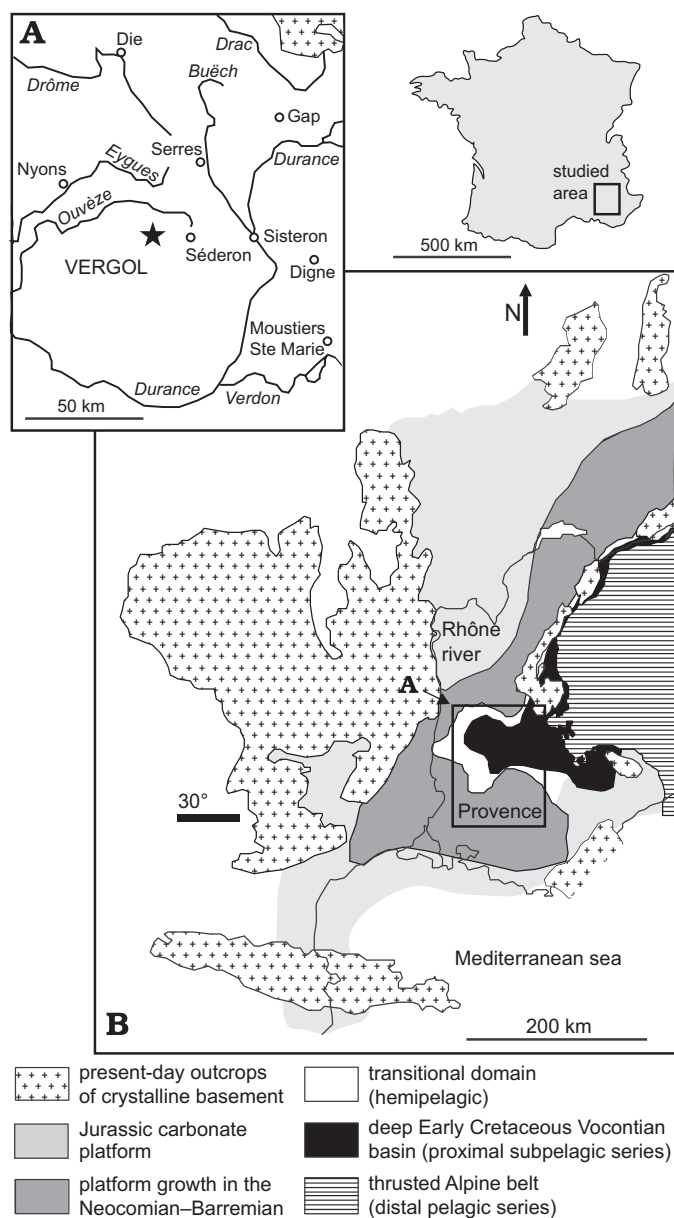 A
Die
Drac
Buëch
Drôme
Gap
Serres
Durance
Nyons
Eygues
Ouvèze
Sisteron
Séderon
VERGOL
Digne
Moustiers
Ste Marie
Durance
Verdon
50 km
studied
area
500 km
N
Rhône
river
A
30°
Provence
Mediterranean sea
B
200 km
present-day outcrops
of crystalline basement
Jurassic carbonate
platform
platform growth in the
Neocomian–Barremian
transitional domain
(hemipelagic)
deep Early Cretaceous Vocontian
basin (proximal subpelagic series)
thrusted Alpine belt
(distal pelagic series)